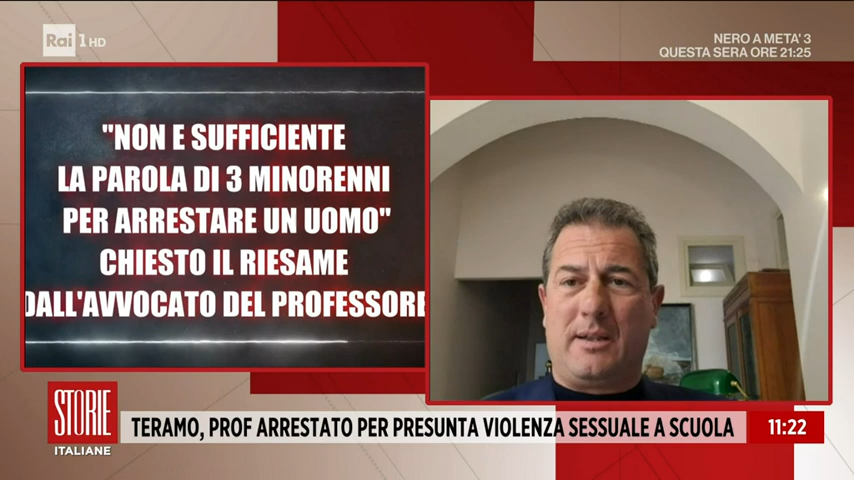 Rai 1 HD
NERO A META' 3
QUESTA SERA ORE 21:25
"NON E SUFFICIENTE
LA PAROLA DI 3 MINORENNI
PER ARRESTARE UN UOMO"
CHIESTO IL RIESAME
DALL'AVVOCATO DEL PROFESSORE
STORIE
ITALIANE
TERAMO, PROF ARRESTATO PER PRESUNTA VIOLENZA SESSUALE A SCUOLA
11:22